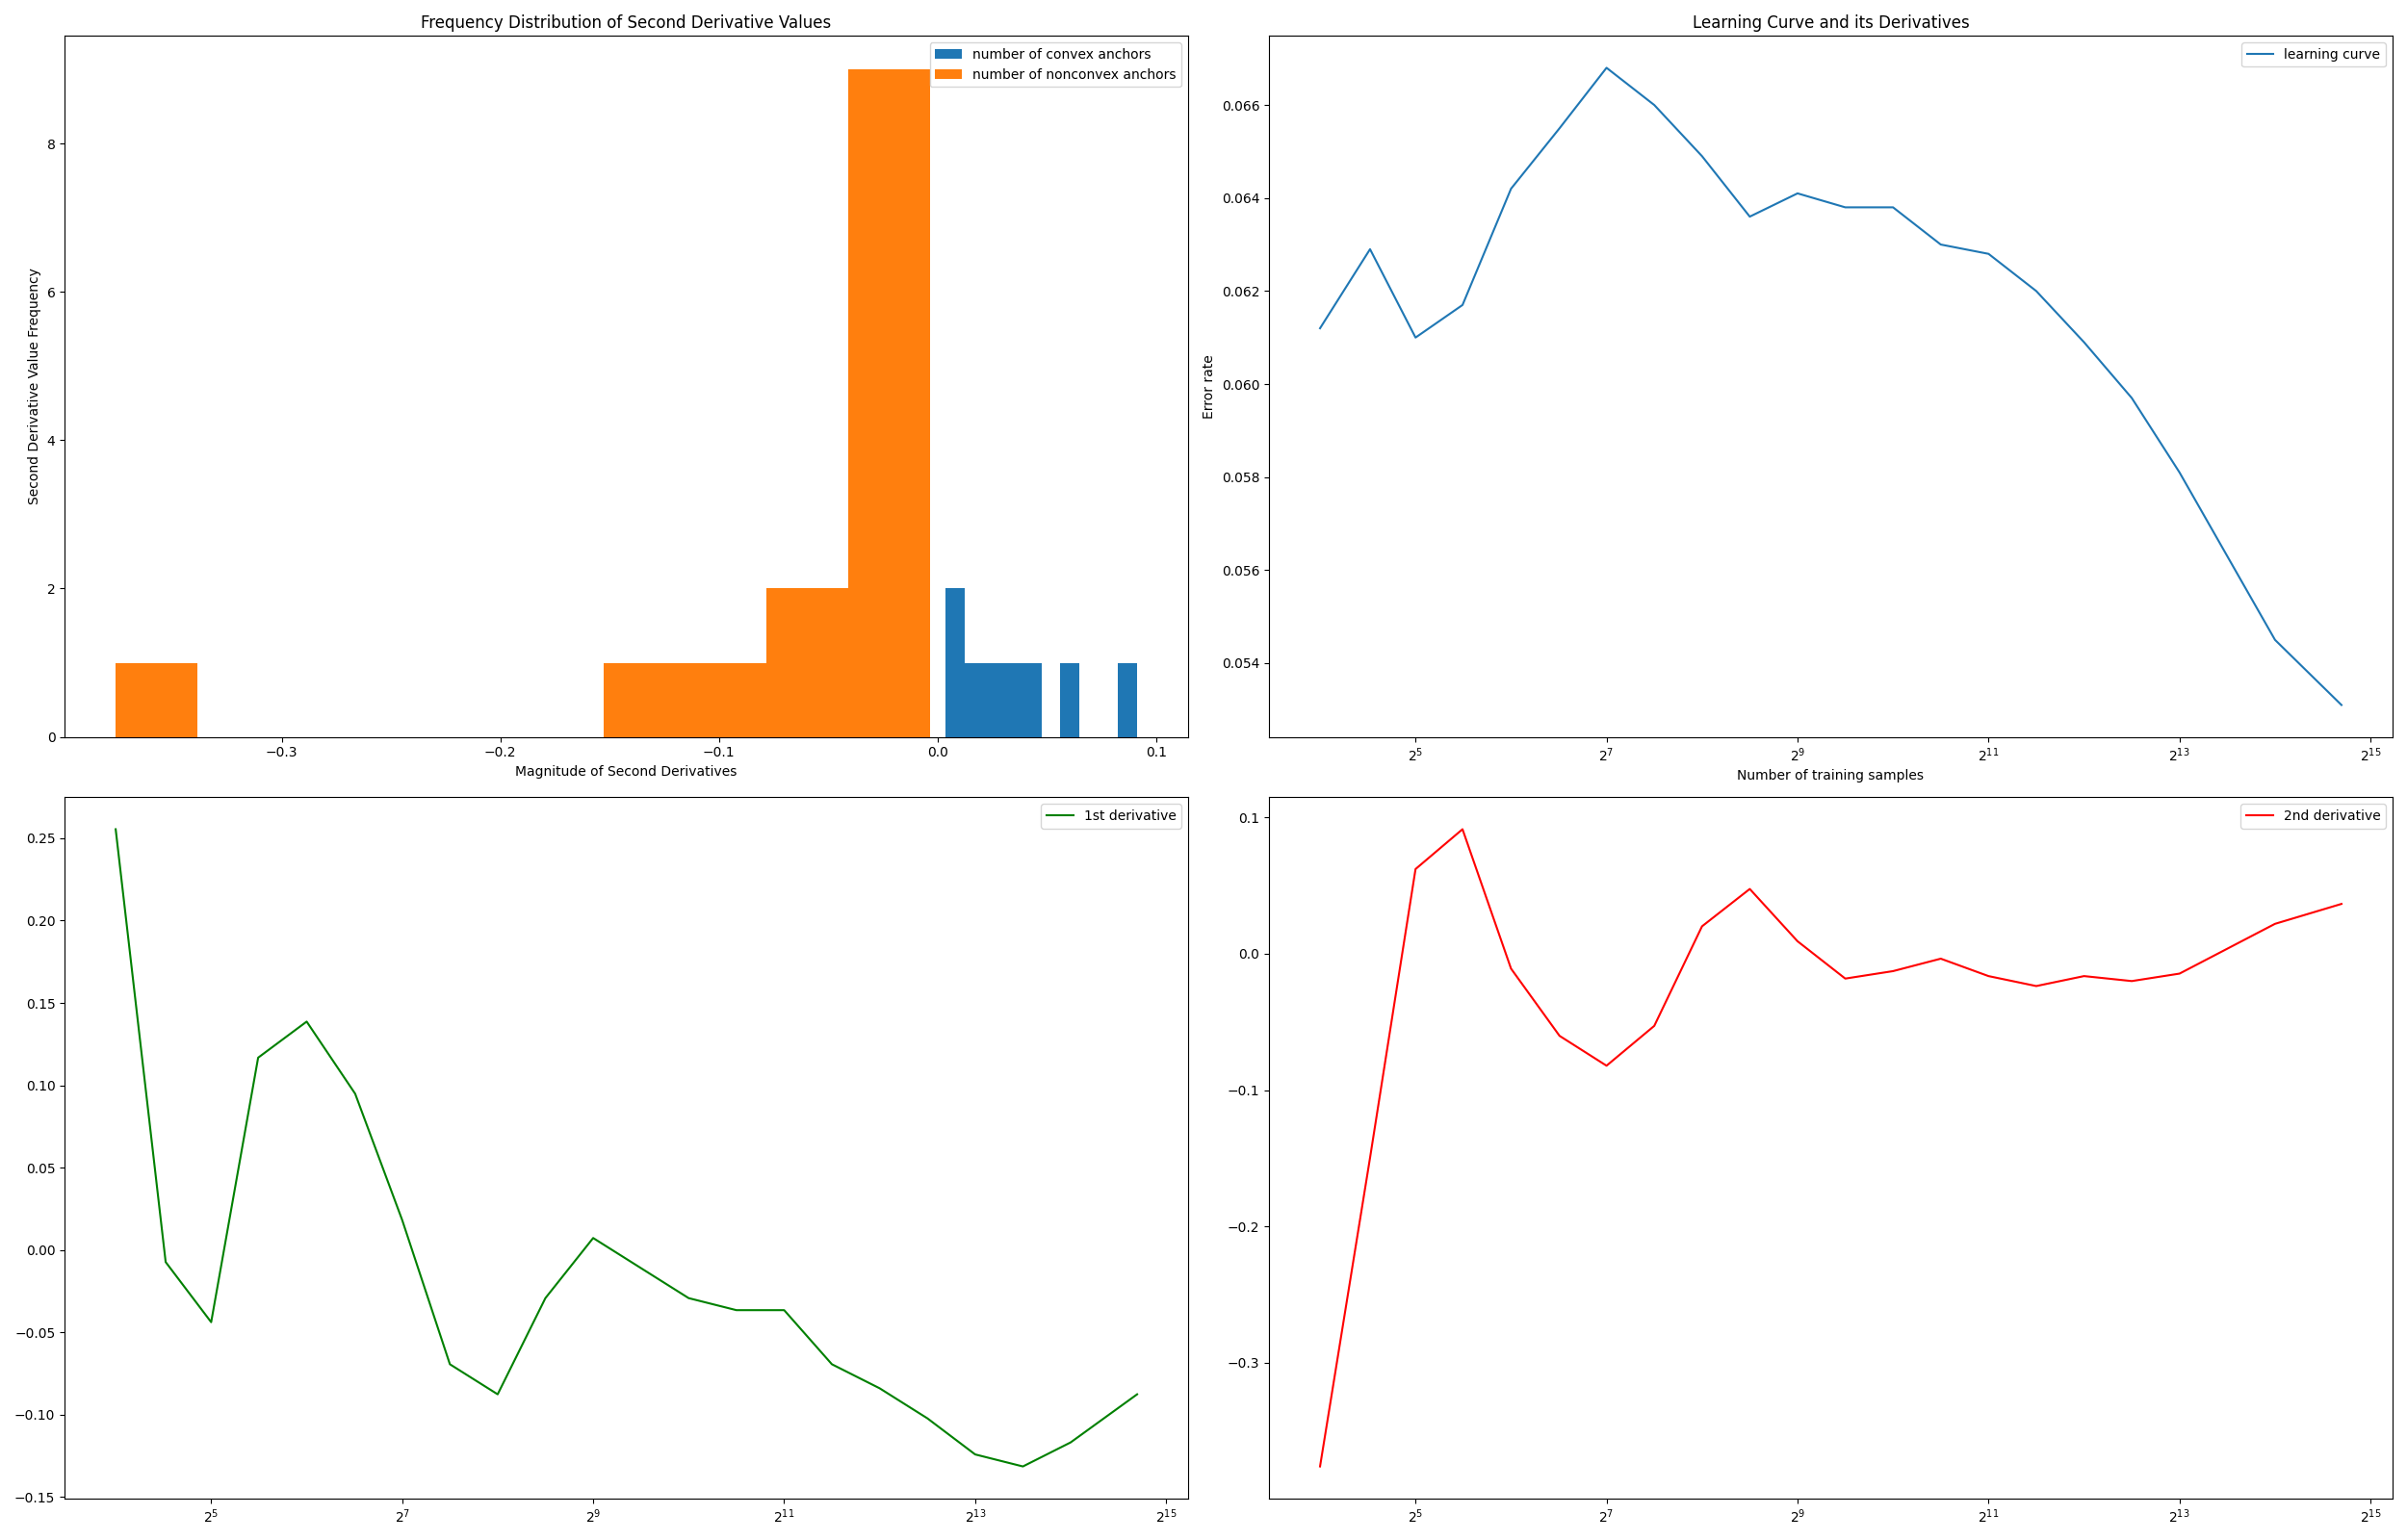 Frequency Distribution of Second Derivative Values
number of convex anchors
number of nonconvex anchors
Second Derivative Value Frequency
8
6
4
2
0
−0.3 −0.2 −0.1 0.0 0.1
Magnitude of Second Derivatives
Learning Curve and its Derivatives
learning curve
Error rate
0.066
0.064
0.062
0.060
0.058
0.056
0.054
2^5 2^7 2^9 2^11 2^13 2^15
Number of training samples
1st derivative
0.25
0.20
0.15
0.10
0.05
0.00
−0.05
−0.10
−0.15
2^5 2^7 2^9 2^11 2^13 2^15
2nd derivative
0.1
0.0
−0.1
−0.2
−0.3
2^5 2^7 2^9 2^11 2^13 2^15